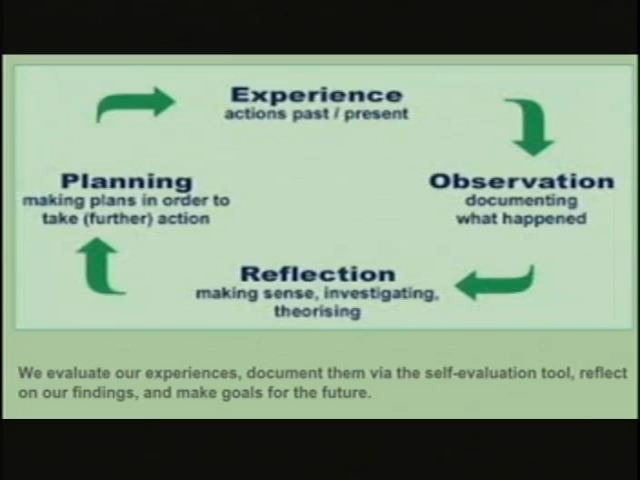 Experience
actions past / present
Planning
making plans in order to
take (further) action
Observation
documenting
what happened
Reflection
making sense, investigating,
theorising
We evaluate our experiences, document them via the self-evaluation tool, reflect
on our findings, and make goals for the future.